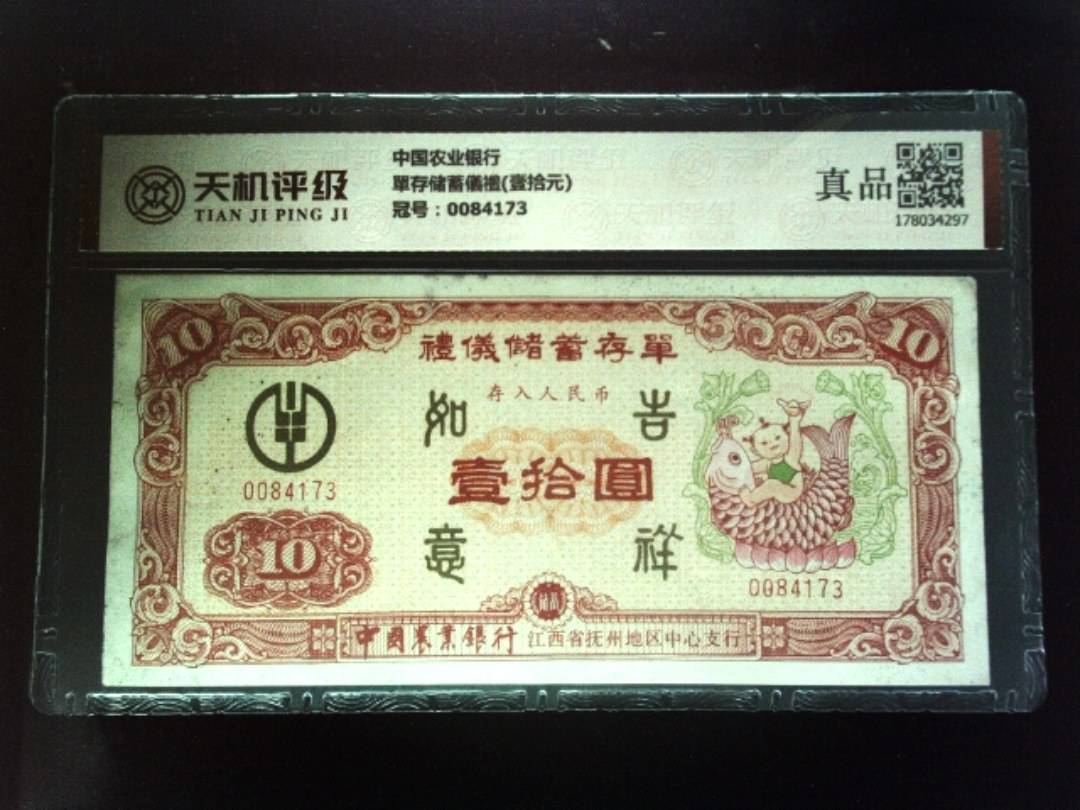 天机评级
TIAN JI PING JI
中国农业银行
單存储蓄儀禮(壹拾元)
冠号:0084173
真品
178034297
10
10
禮儀儲蓄存單
存入人民币
如
吉
壹拾圓
0084173
10
意
祥
0084173
中國農業銀行 江西省抚州地区中心支行